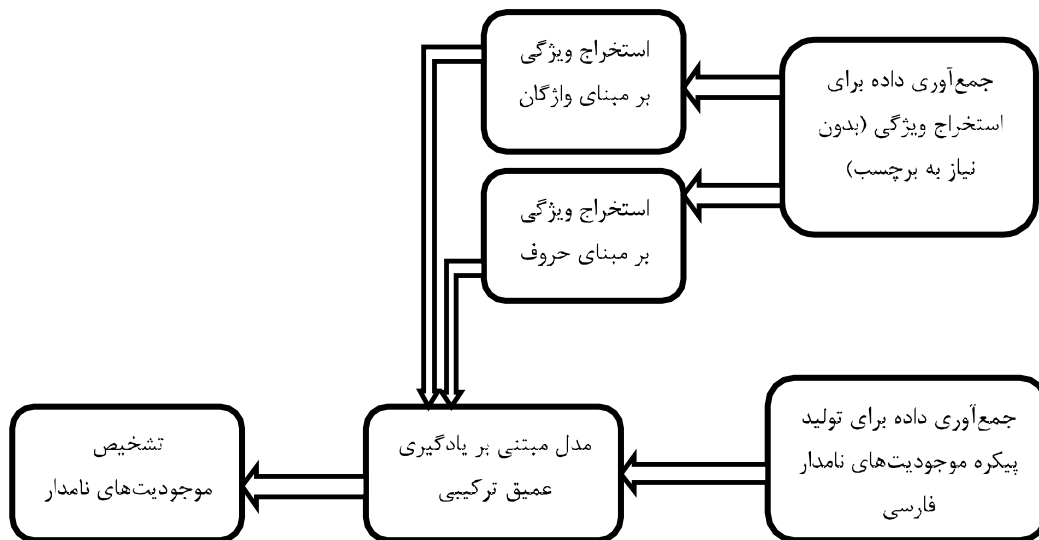 جمع‌آوری داده برای
استخراج ویژگی (بدون
نیاز به برچسب)
استخراج ویژگی
بر مبنای واژگان
استخراج ویژگی
بر مبنای حروف
جمع‌آوری داده برای تولید
پیکره موجودیت‌های نامدار
فارسی
مدل مبتنی بر یادگیری
عمیق ترکیبی
تشخیص
موجودیت‌های نامدار